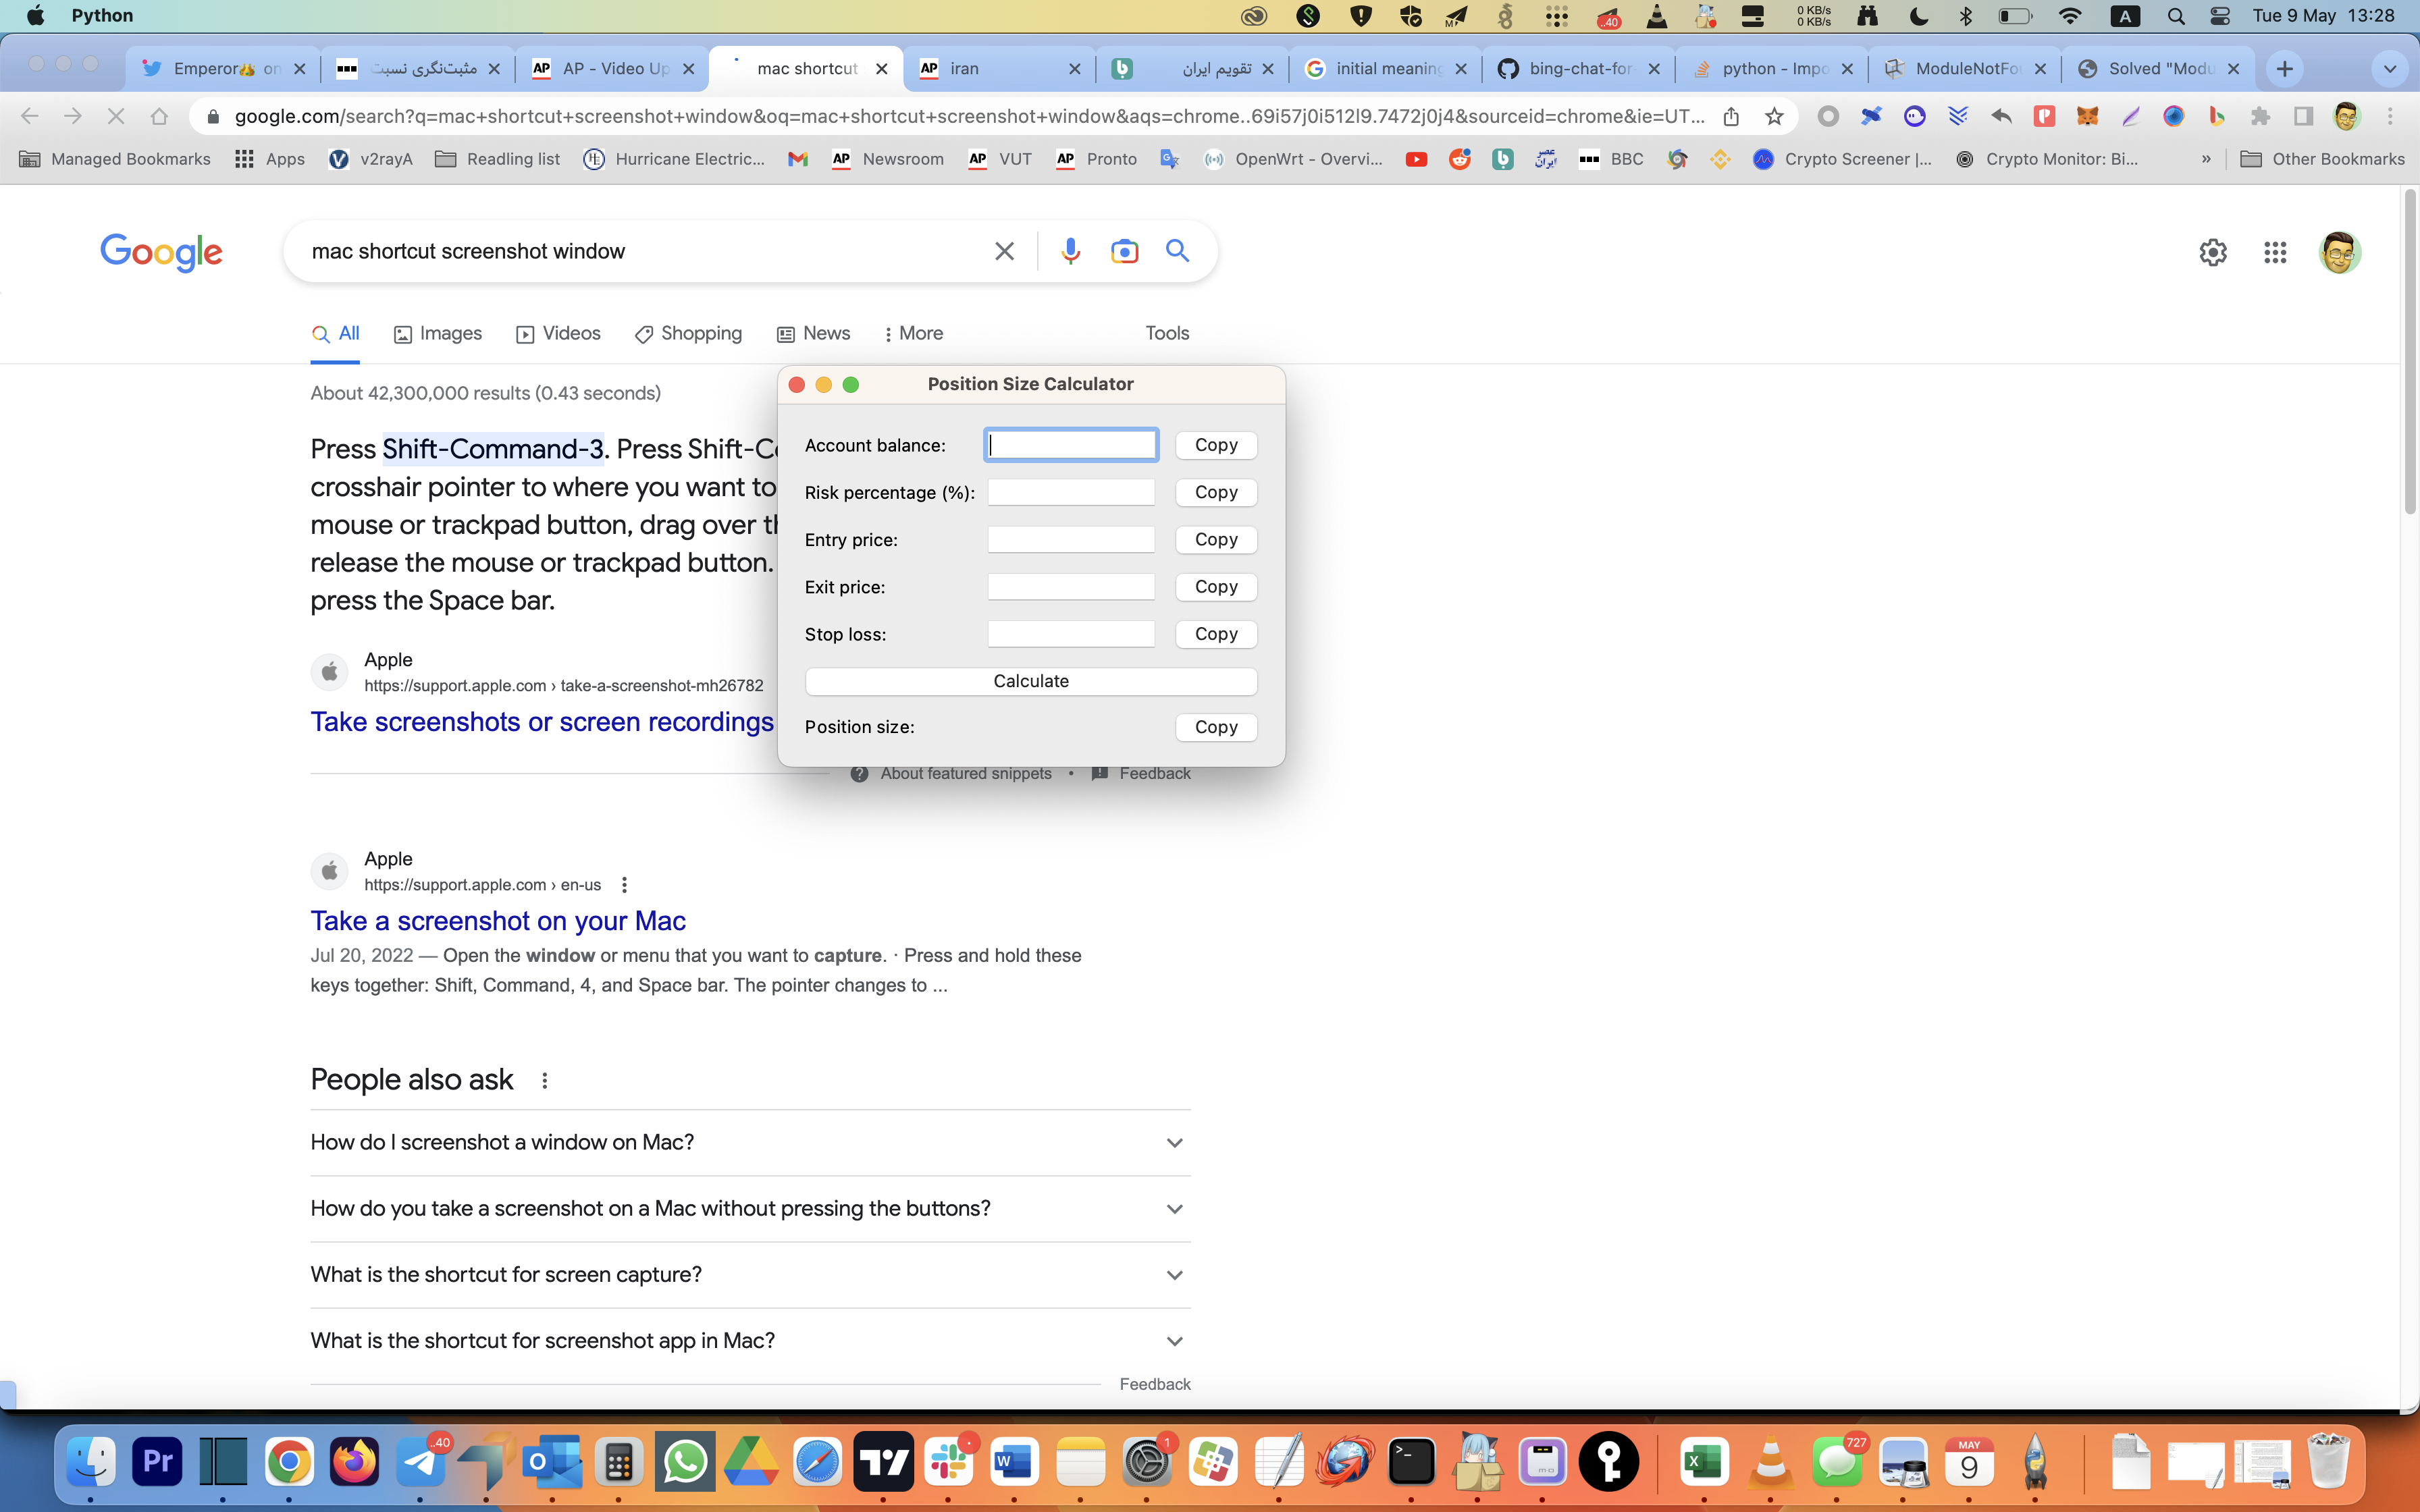 Python
0 KB/s
0 KB/s
A
Tue 9 May 13:28
..40
Emperor
on
مثبت‌نگری نسبت
AP - Video Up
mac shortcut
iran
تقویم ایران
initial meaning
bing-chat-for-
python - Impo
ModuleNotFou
Solved "Modu
google.com/search?q=mac+shortcut+screenshot+window&oq=mac+shortcut+screenshot+window&aqs=chrome..69i57j0i512l9.7472j0j4&sourceid=chrome&ie=UT...
Managed Bookmarks
Apps
v2rayA
Readling list
Hurricane Electric...
AP Newsroom
AP VUT
AP Pronto
OpenWrt - Overvi...
عصر ایران
BBC
Crypto Screener |...
Crypto Monitor: Bi...
»
Other Bookmarks
Google
mac shortcut screenshot window
All
Images
Videos
Shopping
News
More
Tools
About 42,300,000 results (0.43 seconds)
Press Shift-Command-3. Press Shift-Co
crosshair pointer to where you want to
mouse or trackpad button, drag over th
release the mouse or trackpad button.
press the Space bar.
Apple
https://support.apple.com › take-a-screenshot-mh26782
Take screenshots or screen recordings
About featured snippets • Feedback
Position Size Calculator
Account balance:
Copy
Risk percentage (%):
Copy
Entry price:
Copy
Exit price:
Copy
Stop loss:
Copy
Calculate
Position size:
Copy
Apple
https://support.apple.com › en-us
Take a screenshot on your Mac
Jul 20, 2022 — Open the window or menu that you want to capture. · Press and hold these
keys together: Shift, Command, 4, and Space bar. The pointer changes to ...
People also ask
How do I screenshot a window on Mac?
How do you take a screenshot on a Mac without pressing the buttons?
What is the shortcut for screen capture?
What is the shortcut for screenshot app in Mac?
Feedback
Pr
..40
O
W
1
X
727
MAY
9